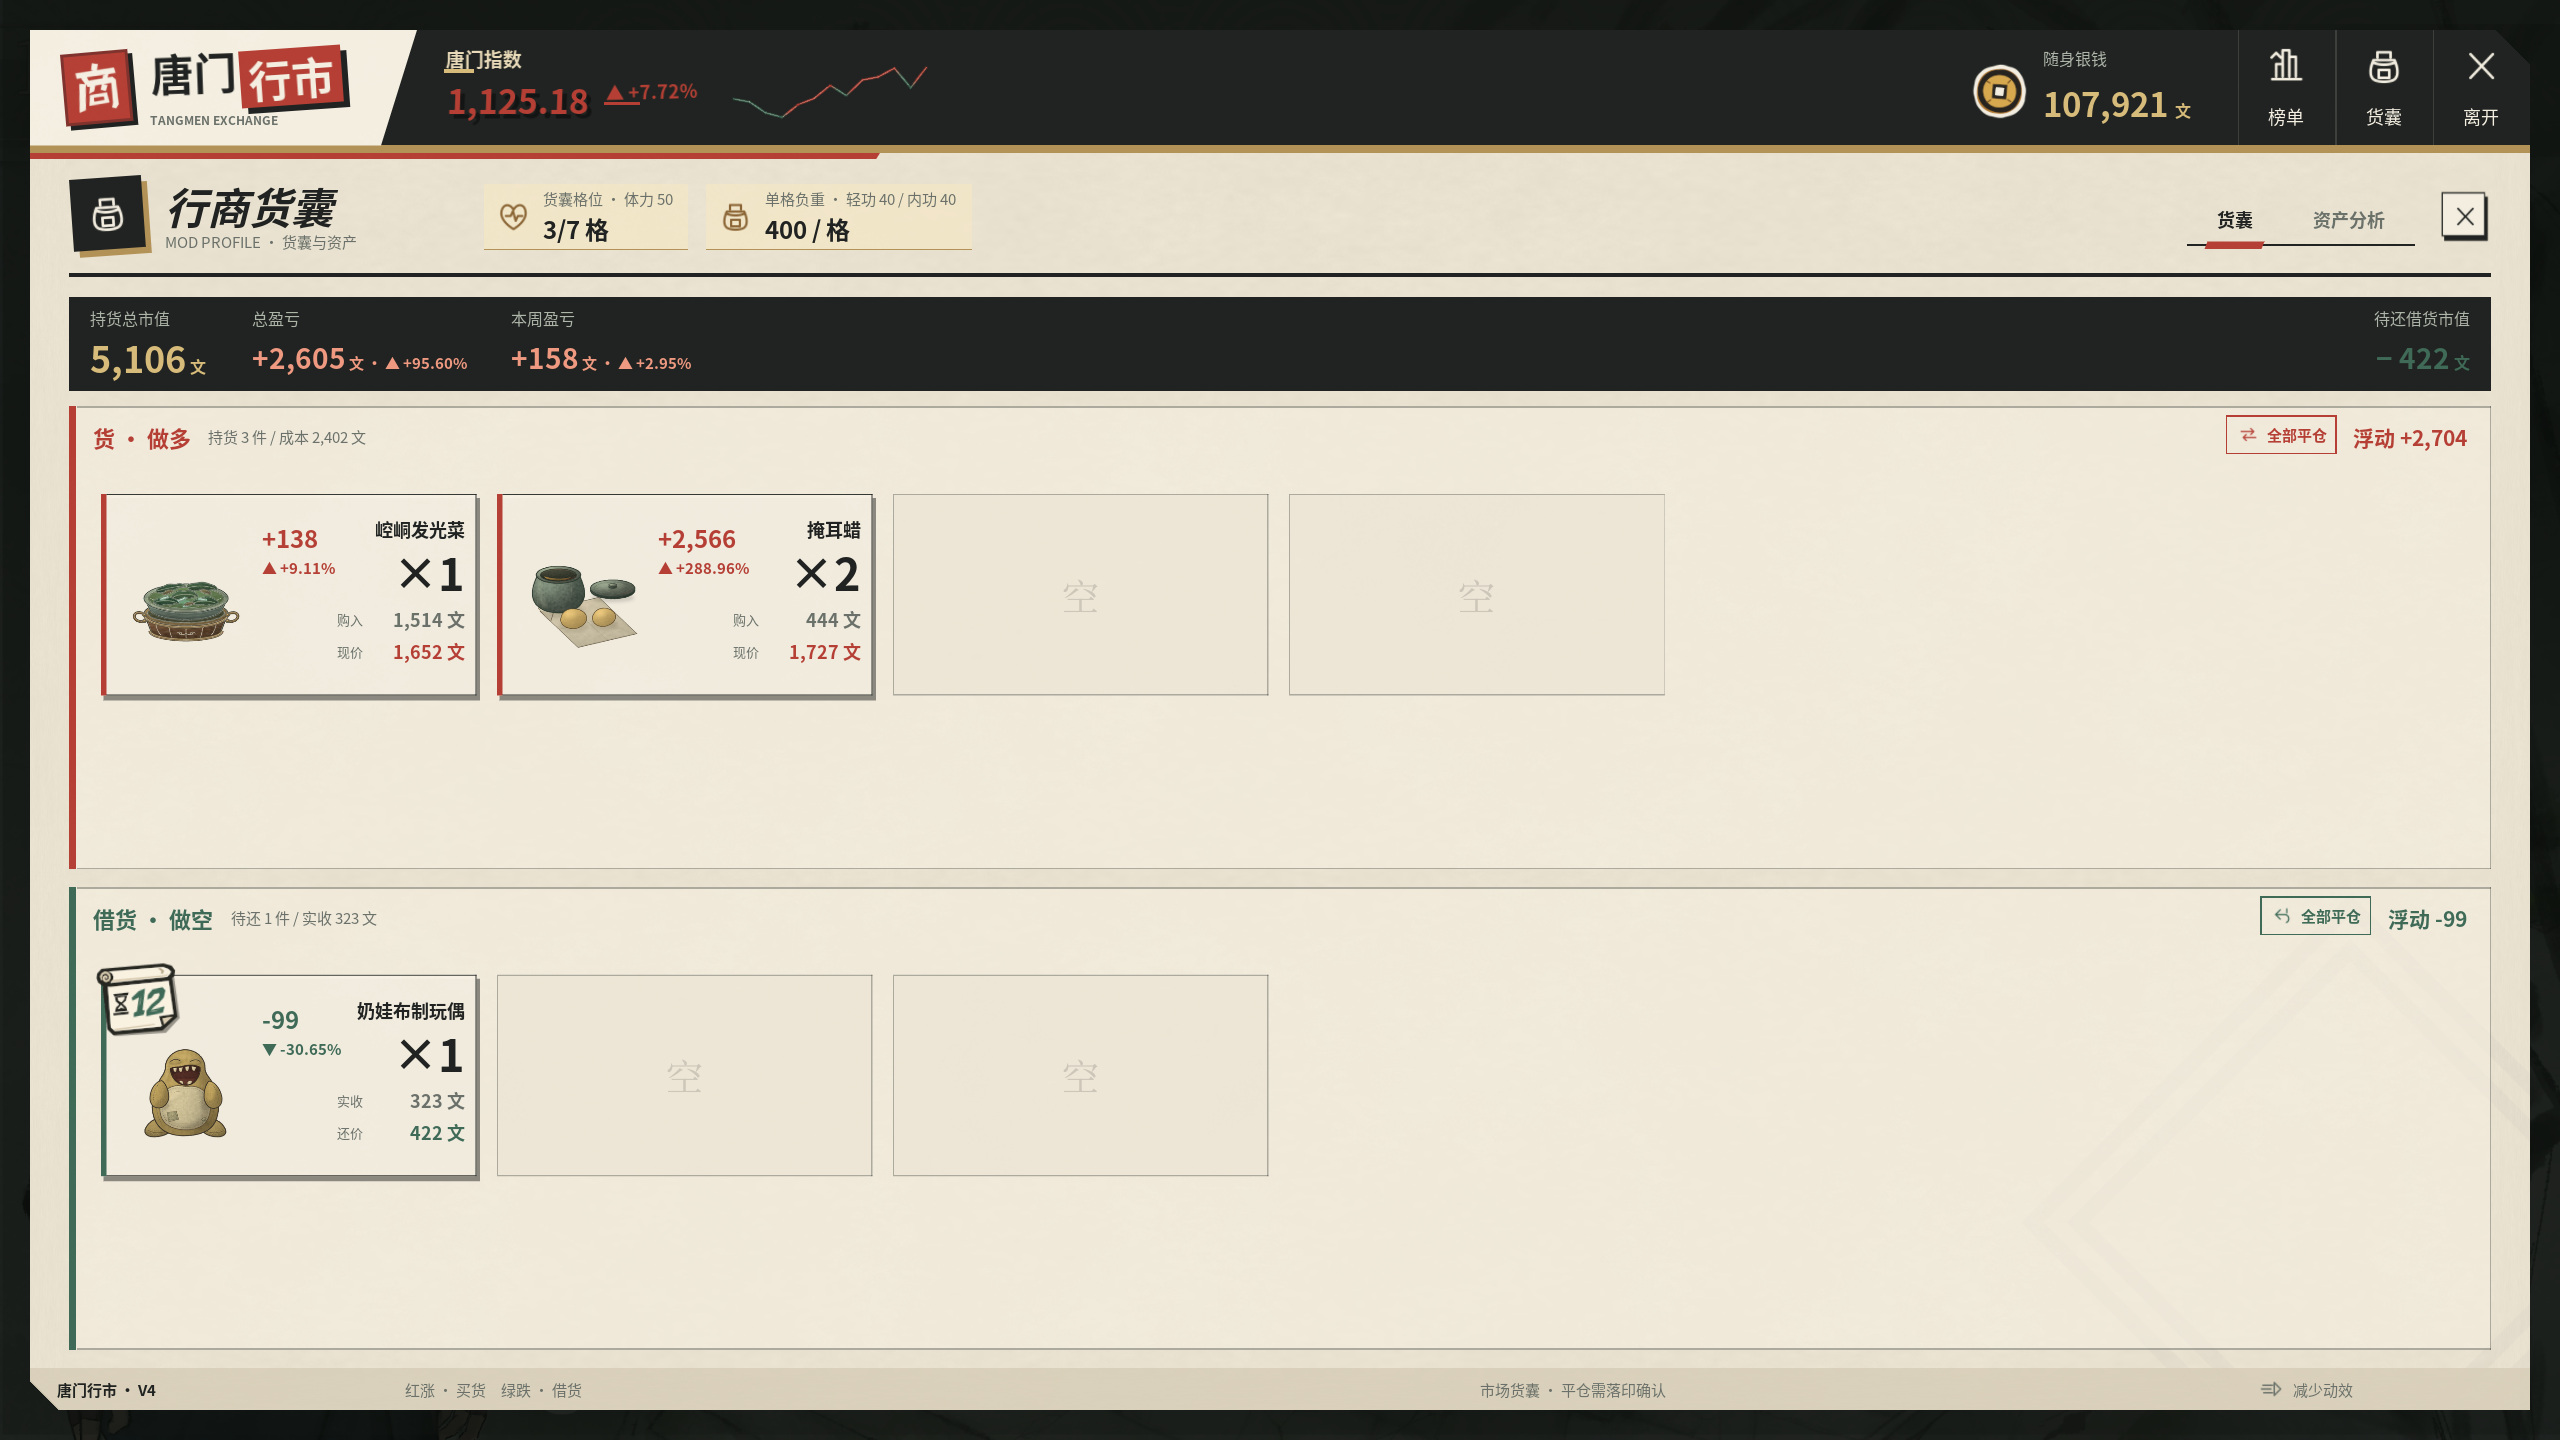 商 唐门行市
TANGMEN EXCHANGE
唐门指数
1,125.18 ▲+7.72%
随身银钱
107,921 文
榜单
货囊
离开
行商货囊
MOD PROFILE · 货囊与资产
货囊格位 · 体力 50
3/7 格
单格负重 · 轻功 40 / 内功 40
400 / 格
货囊
资产分析
持货总市值
5,106 文
总盈亏
+2,605 文 · ▲+95.60%
本周盈亏
+158 文 · ▲+2.95%
待还借货市值
− 422 文
货 · 做多 持货 3 件 / 成本 2,402 文
全部平仓 浮动 +2,704
崆峒发光菜
+138
▲+9.11%
×1
购入 1,514 文
现价 1,652 文
掩耳蜡
+2,566
▲+288.96%
×2
购入 444 文
现价 1,727 文
空
空
借货 · 做空 待还 1 件 / 实收 323 文
全部平仓 浮动 -99
12
奶娃布制玩偶
-99
▼-30.65%
×1
实收 323 文
还价 422 文
空
空
唐门行市 · V4
红涨 · 买货 绿跌 · 借货
市场货囊 · 平仓需落印确认
减少动效